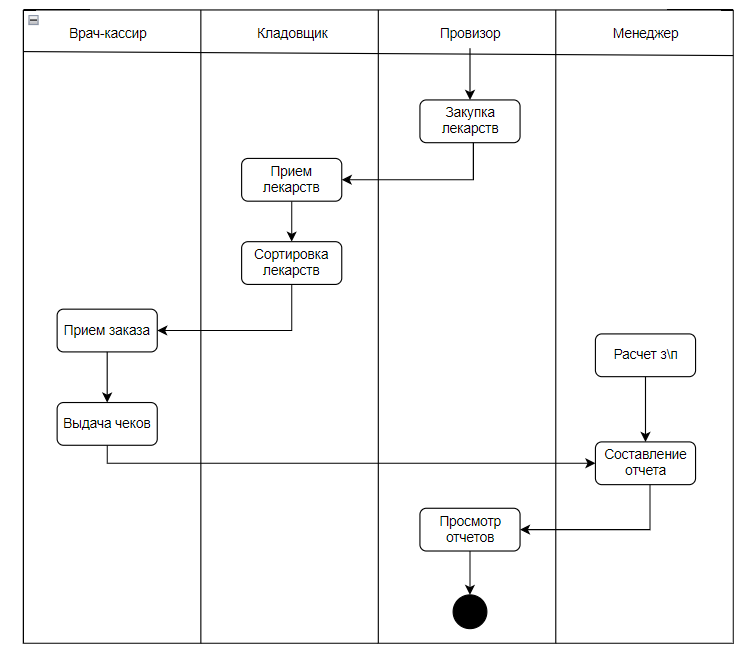 Врач-кассир
Кладовщик
Провизор
Менеджер
Закупка
лекарств
Прием
лекарств
Сортировка
лекарств
Прием заказа
Расчет з\п
Выдача чеков
Составление
отчета
Просмотр
отчетов